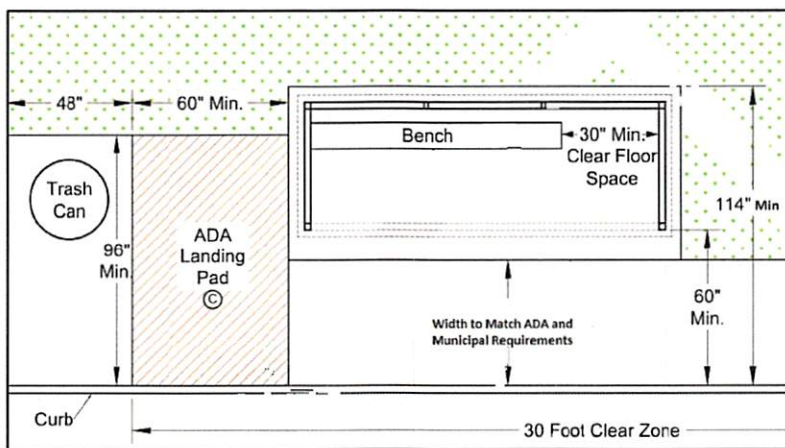 48"
60" Min.
Bench
30" Min.
Clear Floor
Space
Trash
Can
114" Min
ADA
Landing
Pad
C
96"
Min.
60"
Min.
Width to Match ADA and
Municipal Requirements
Curb
30 Foot Clear Zone